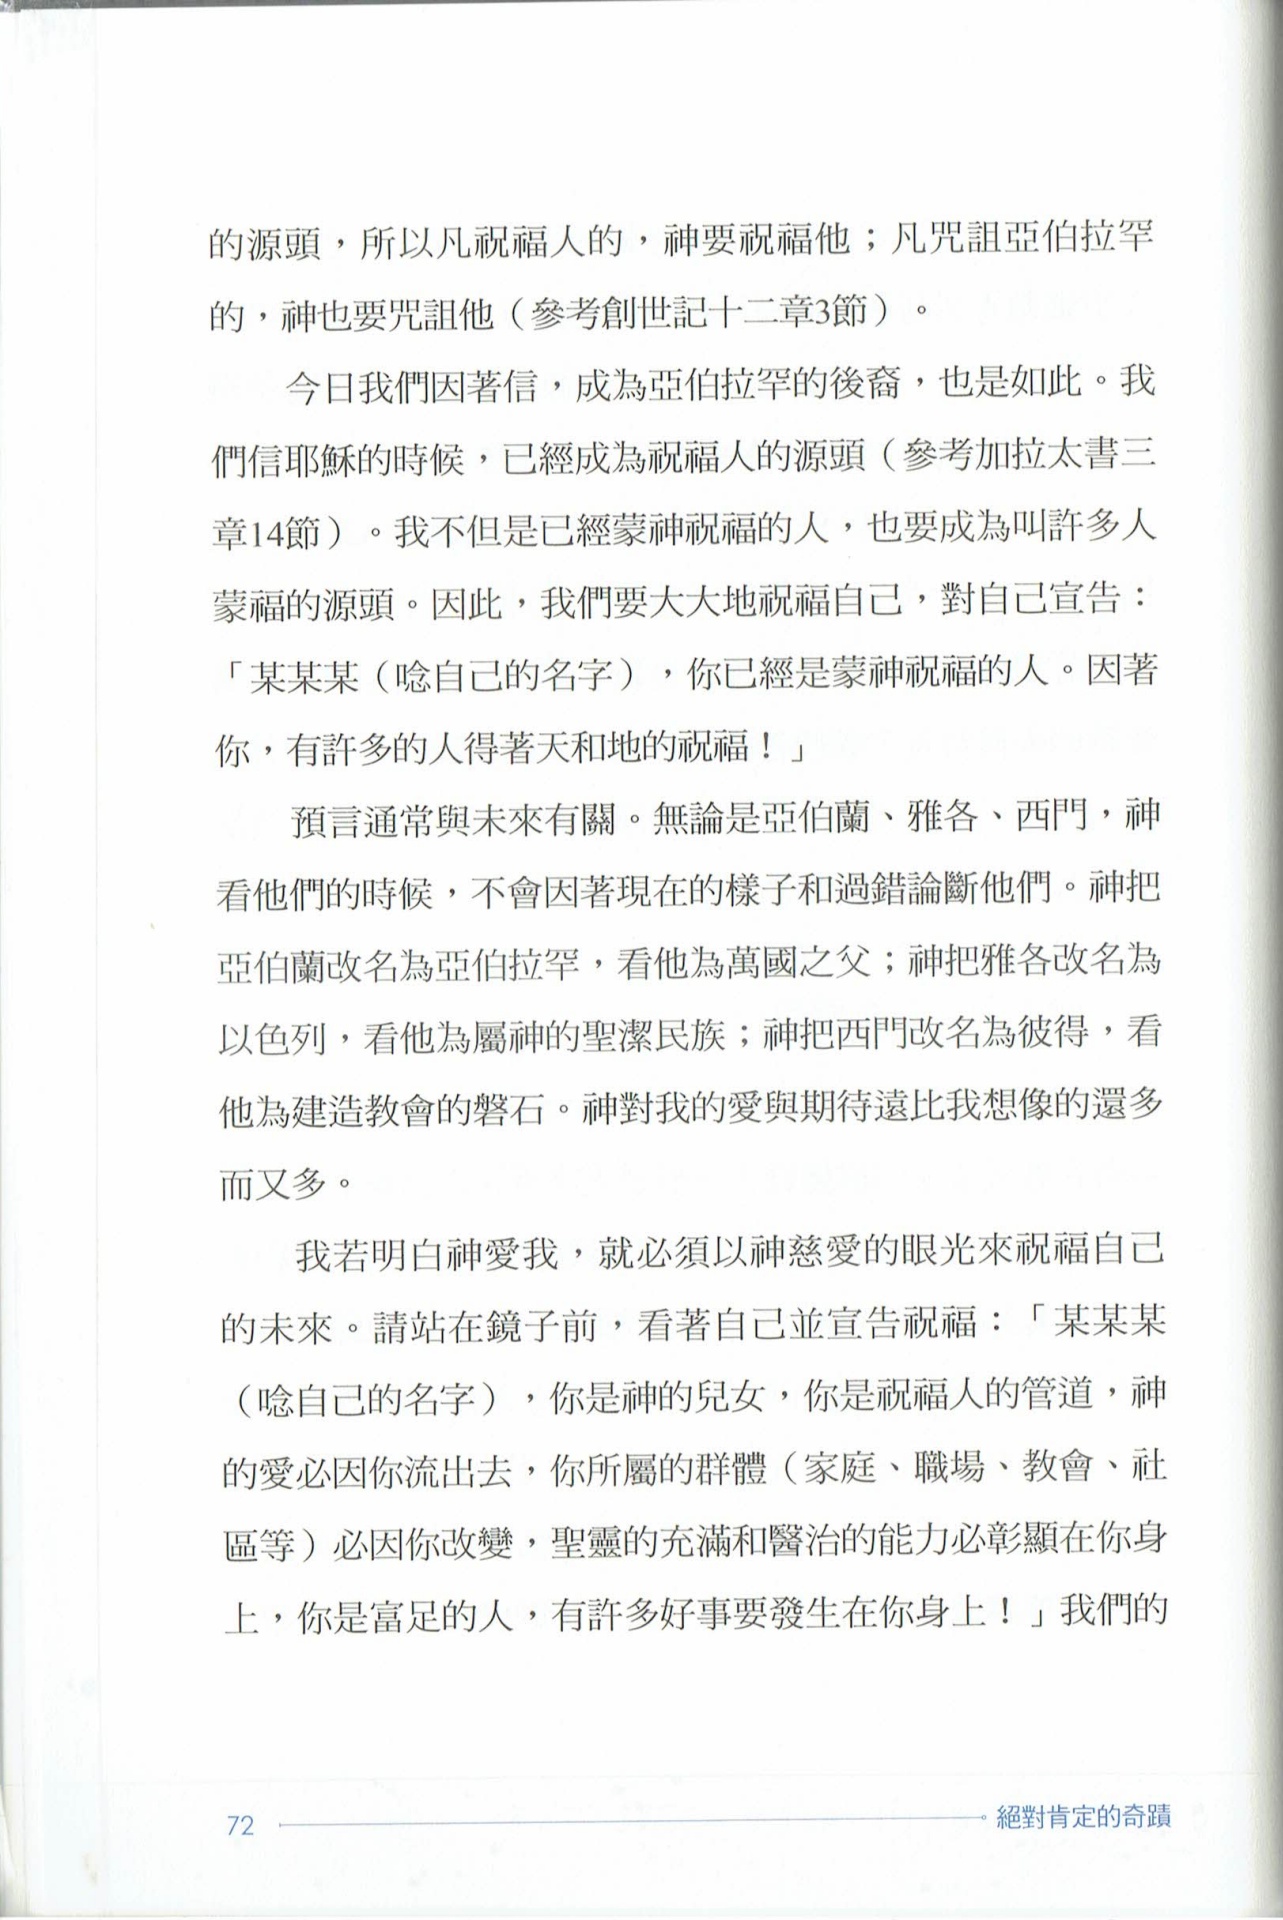 的源頭，所以凡祝福人的，神要祝福他；凡咒詛亞伯拉罕
的，神也要咒詛他（參考創世記十二章3節）。
今日我們因著信，成為亞伯拉罕的後裔，也是如此。我
們信耶穌的時候，已經成為祝福人的源頭（參考加拉太書三
章14節）。我不但是已經蒙神祝福的人，也要成為叫許多人
蒙福的源頭。因此，我們要大大地祝福自己，對自己宣告：
「某某某（唸自己的名字），你已經是蒙神祝福的人。因著
你，有許多的人得著天和地的祝福！」
預言通常與未來有關。無論是亞伯蘭、雅各、西門，神
看他們的時候，不會因著現在的樣子和過錯論斷他們。神把
亞伯蘭改名為亞伯拉罕，看他為萬國之父；神把雅各改名為
以色列，看他為屬神的聖潔民族；神把西門改名為彼得，看
他為建造教會的磐石。神對我的愛與期待遠比我想像的還多
而又多。
我若明白神愛我，就必須以神慈愛的眼光來祝福自己
的未來。請站在鏡子前，看著自己並宣告祝福：「某某某
（唸自己的名字），你是神的兒女，你是祝福人的管道，神
的愛必因你流出去，你所屬的群體（家庭、職場、教會、社
區等）必因你改變，聖靈的充滿和醫治的能力必彰顯在你身
上，你是富足的人，有許多好事要發生在你身上！」我們的
72 絕對肯定的奇蹟